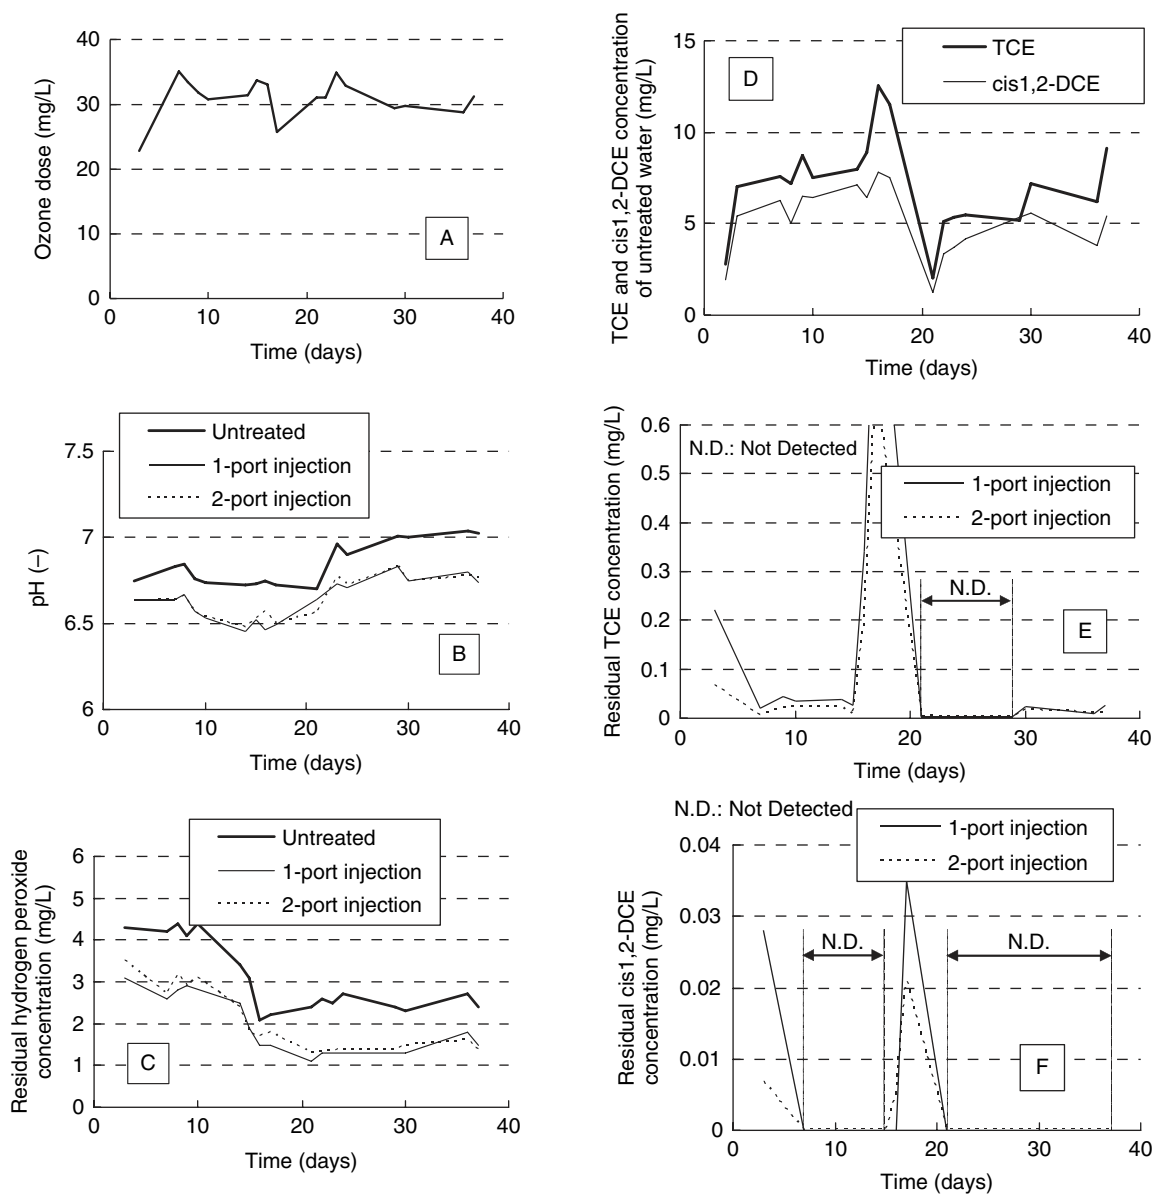 Ozone dose (mg/L)
40
30
20
10
0
A
0 10 20 30 40
Time (days)
TCE and cis1,2-DCE concentration
of untreated water (mg/L)
15
10
5
0
D
TCE
cis1,2-DCE
0 10 20 30 40
Time (days)
pH (–)
7.5
7
6.5
6
Untreated
1-port injection
2-port injection
B
0 10 20 30 40
Time (days)
Residual TCE concentration (mg/L)
0.6
0.5
0.4
0.3
0.2
0.1
0
N.D.: Not Detected
1-port injection
2-port injection
N.D.
E
0 10 20 30 40
Time (days)
Residual hydrogen peroxide
concentration (mg/L)
6
5
4
3
2
1
0
Untreated
1-port injection
2-port injection
C
0 10 20 30 40
Time (days)
N.D.: Not Detected
Residual cis1,2-DCE
concentration (mg/L)
0.04
0.03
0.02
0.01
0
1-port injection
2-port injection
N.D.
N.D.
F
0 10 20 30 40
Time (days)